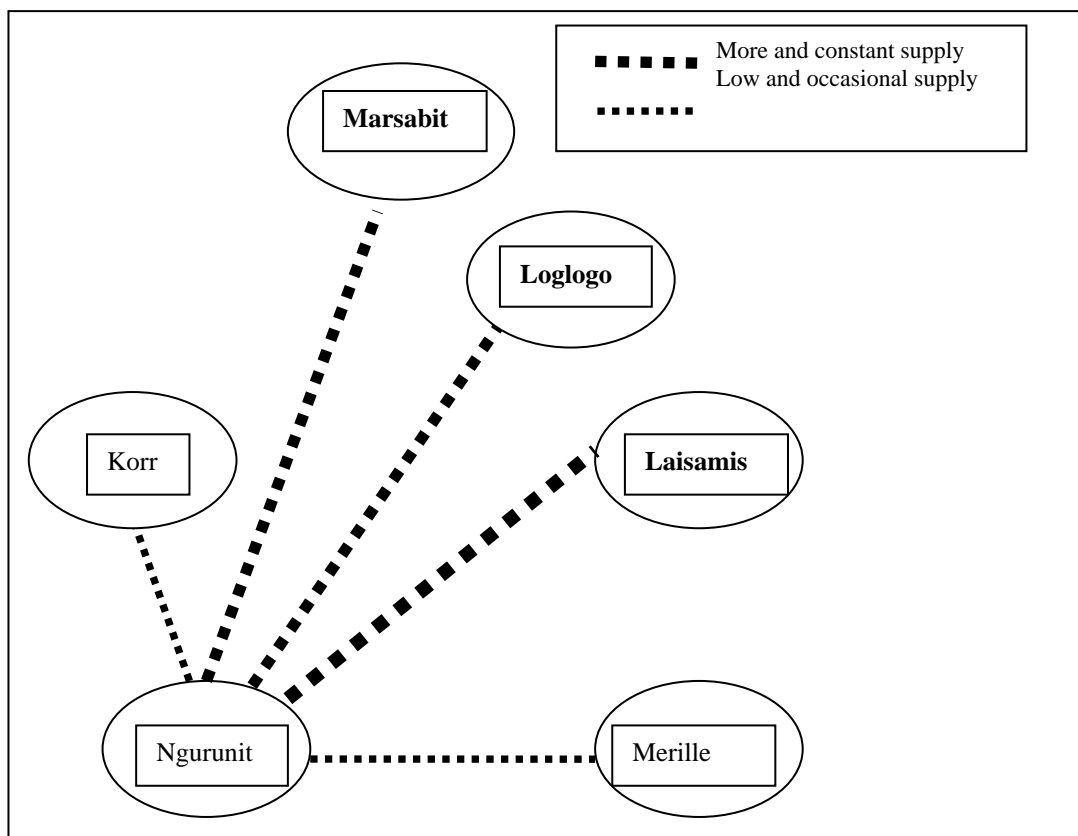 More and constant supply
Low and occasional supply
Marsabit
Loglogo
Korr
Laisamis
Ngurunit
Merille